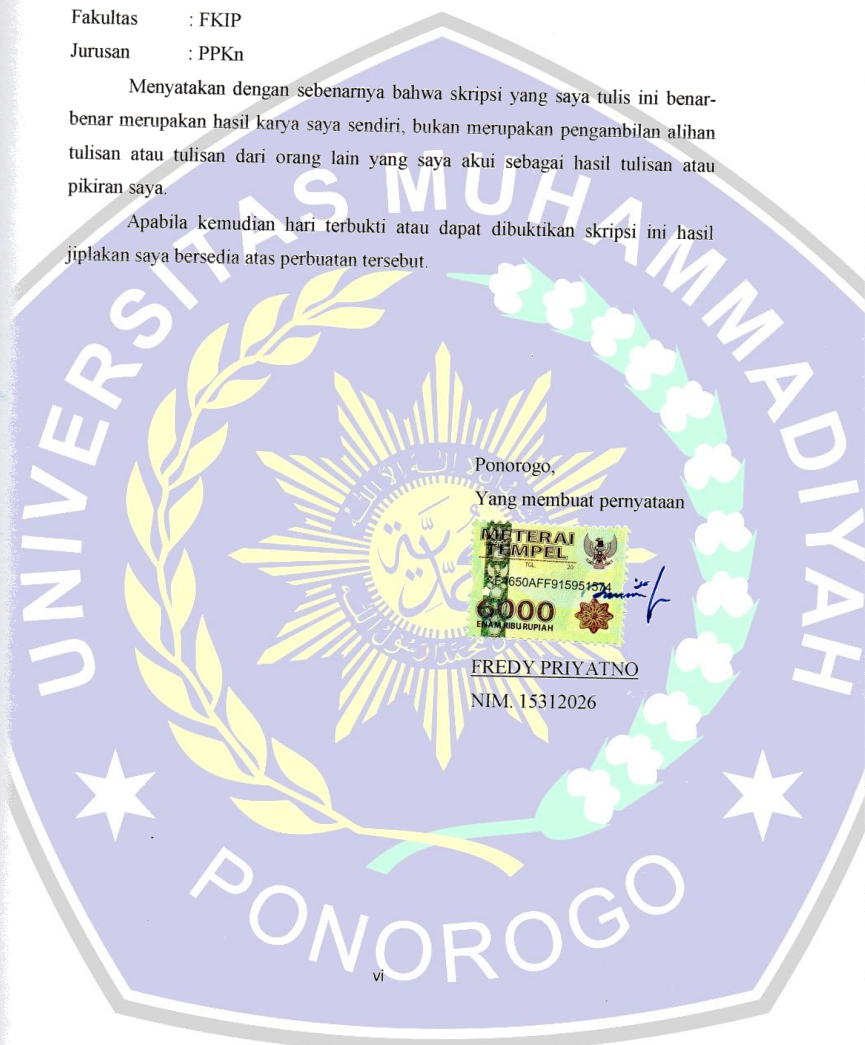 Fakultas : FKIP
Jurusan : PPKn
Menyatakan dengan sebenarnya bahwa skripsi yang saya tulis ini benar-
benar merupakan hasil karya saya sendiri, bukan merupakan pengambilan alihan
tulisan atau tulisan dari orang lain yang saya akui sebagai hasil tulisan atau
pikiran saya.
Apabila kemudian hari terbukti atau dapat dibuktikan skripsi ini hasil
jiplakan saya bersedia atas perbuatan tersebut.
UNIVERSITAS MUHAMMADIYAH
Ponorogo,
Yang membuat pernyataan
METERAI
TEMPEL
TGL. 20
6000
ENAM RIBU RUPIAH
FREDY PRIYATNO
NIM. 15312026
PONOROGO
vi